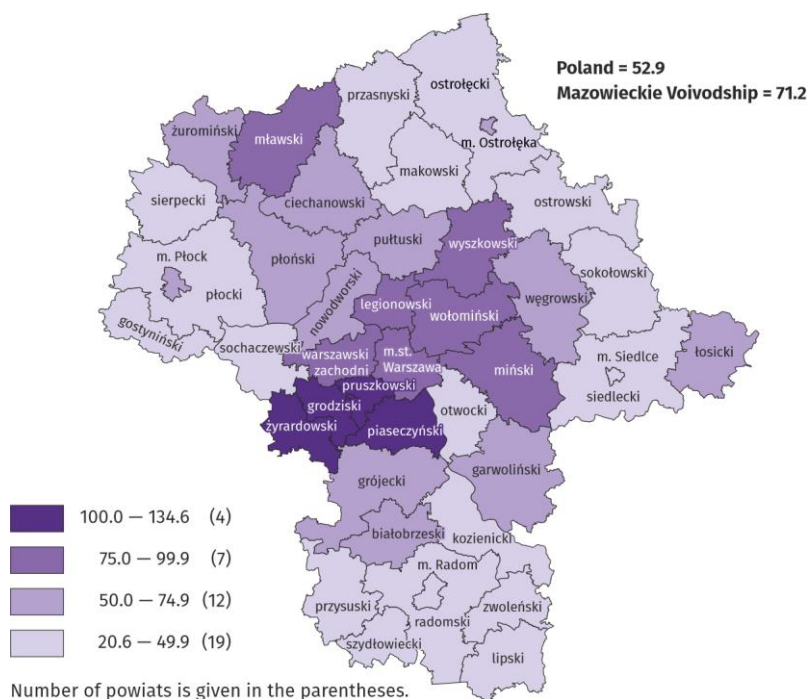 Poland = 52.9
Mazowieckie Voivodship = 71.2
ostrołęcki
przasnyski
żuromiński
mławski
m. Ostrołęka
makowski
sierpecki
ciechanowski
ostrowski
pułtuski
wyszkowski
m. Płock
płoński
sokołowski
płocki
nowodworski
legionowski
węgrowski
gostyniński
wołomiński
sochaczewski
warszawski
zachodni
m.st.
Warszawa
m. Siedlce
łosicki
miński
siedlecki
pruszkowski
grodziski
otwocki
żyrardowski
piaseczyński
garwoliński
grójecki
białobrzeski
kozienicki
m. Radom
przysuski
zwoleński
radomski
szydłowiecki
lipski
100.0 — 134.6 (4)
75.0 — 99.9 (7)
50.0 — 74.9 (12)
20.6 — 49.9 (19)
Number of powiats is given in the parentheses.